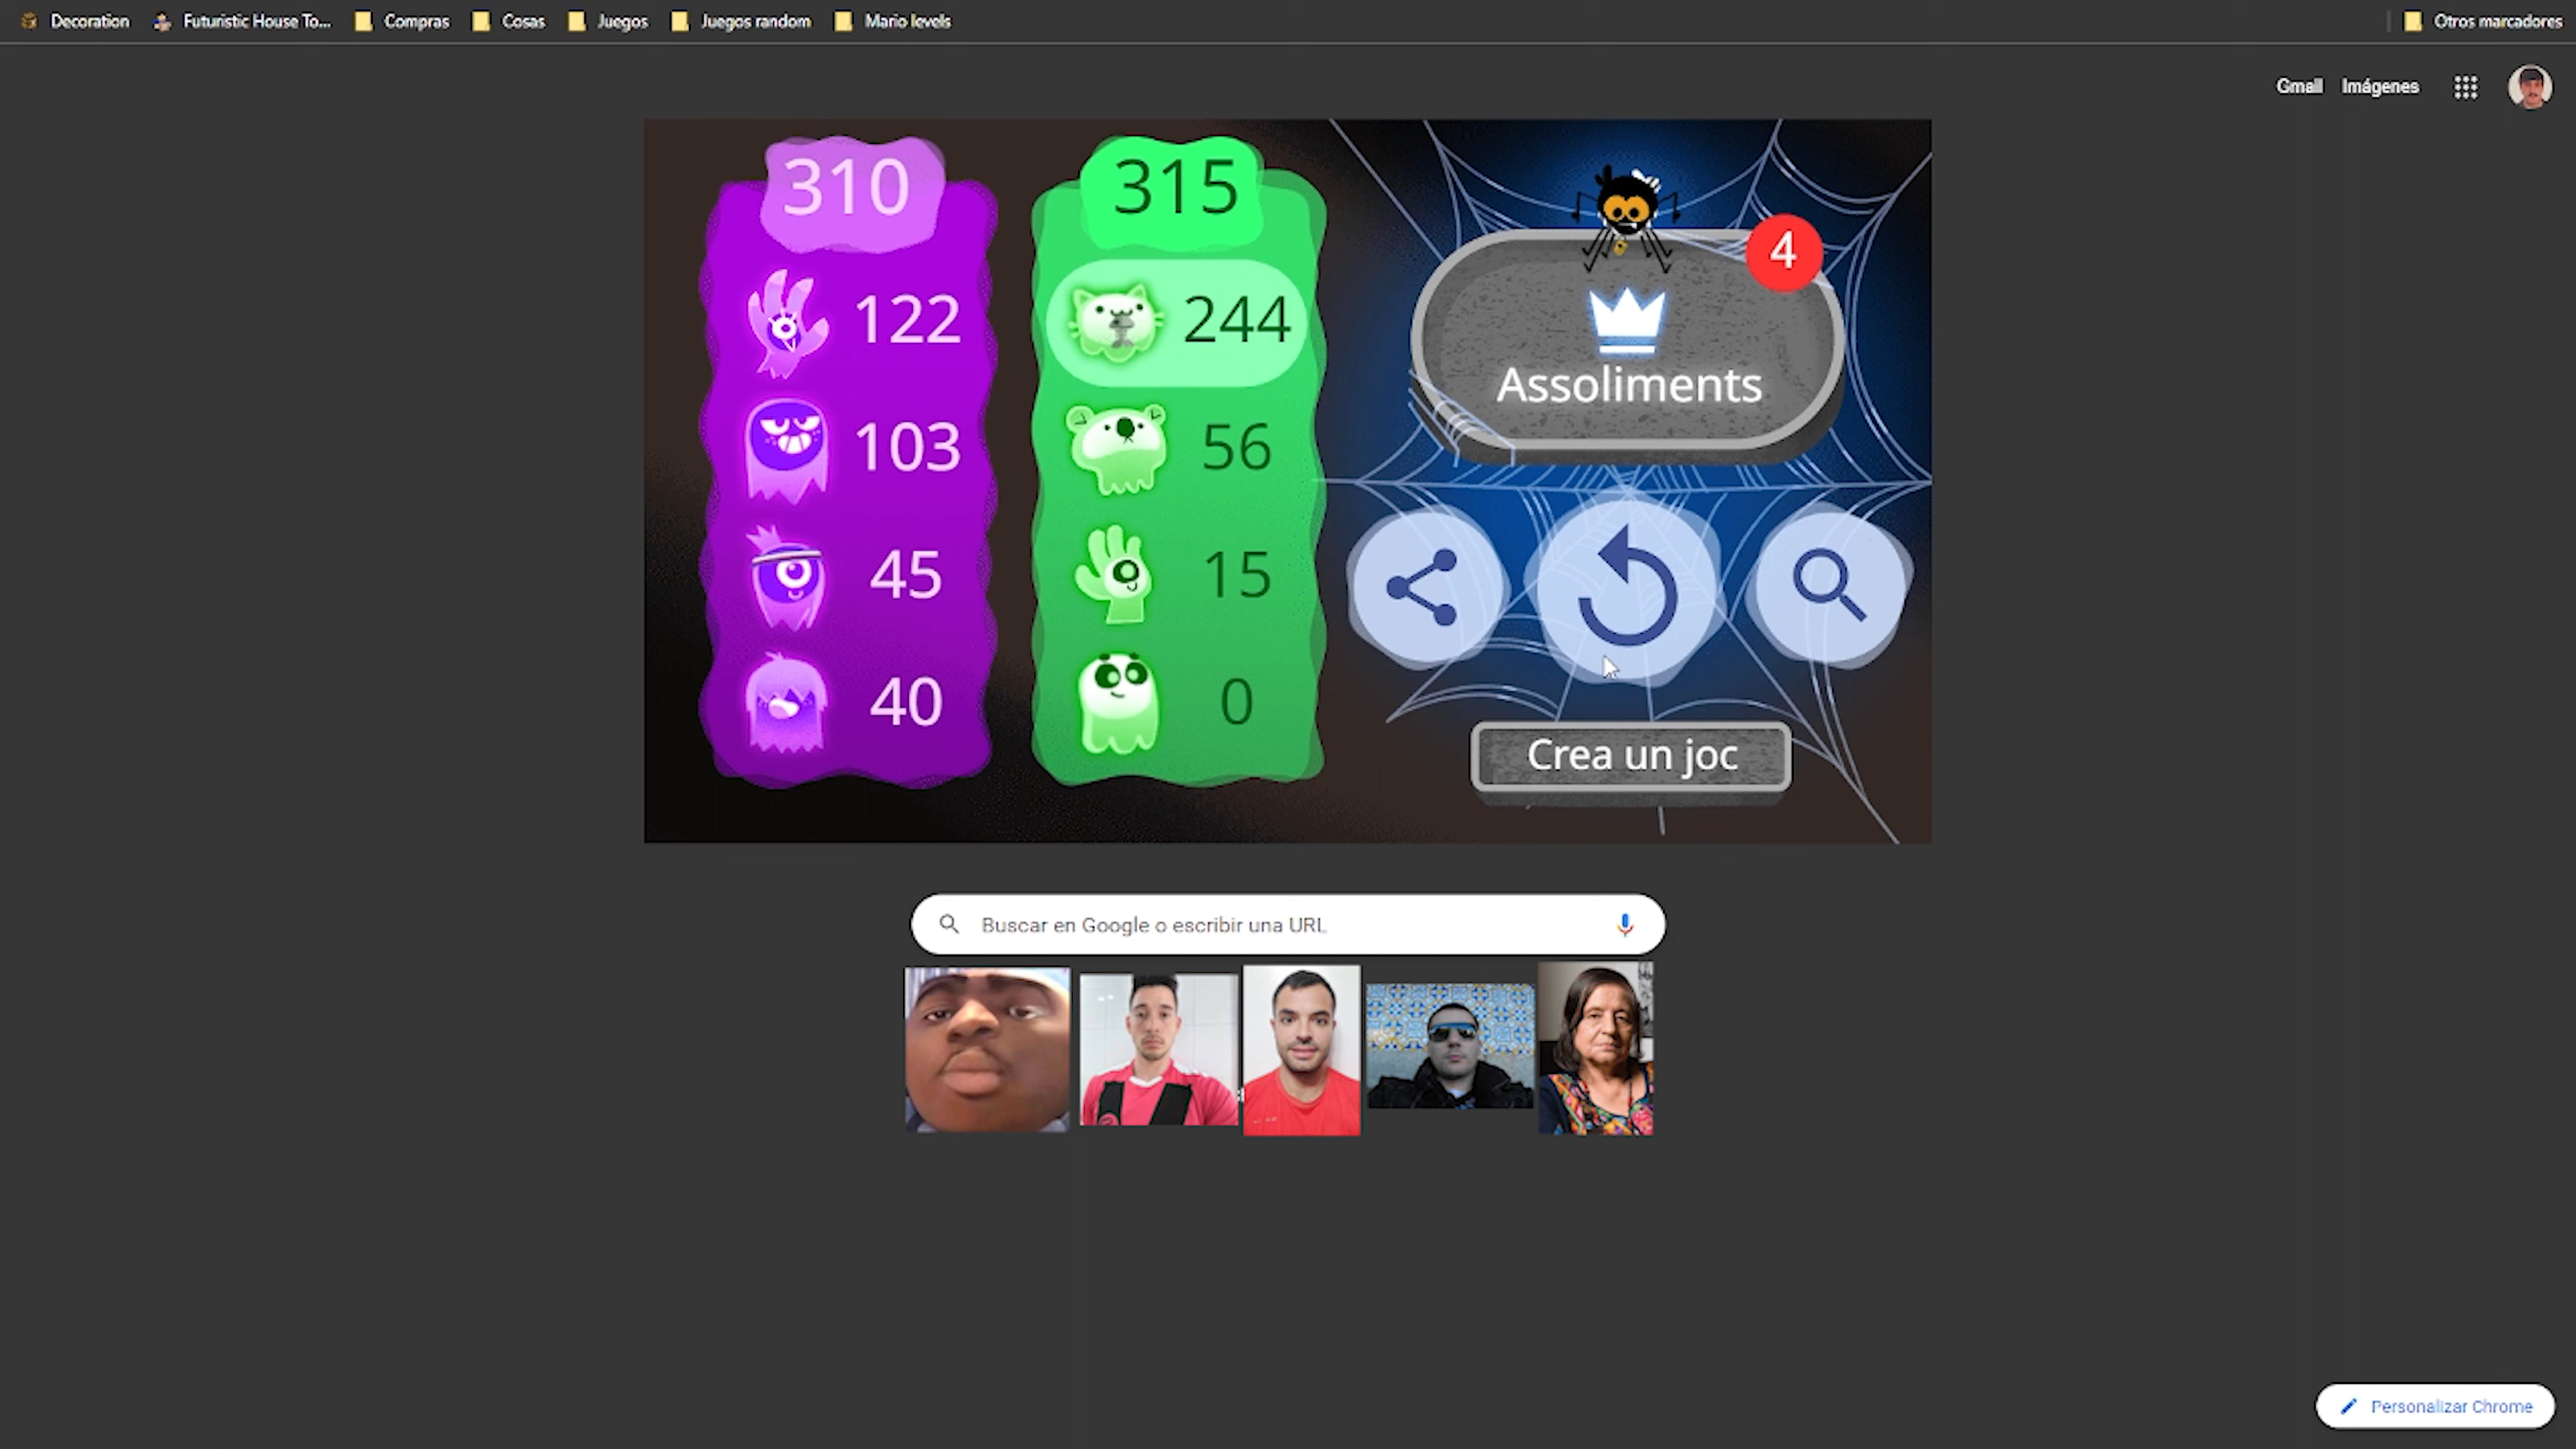 Decoration
Futuristic House To...
Compras
Cosas
Juegos
Juegos random
Mario levels
Otros marcadores
Gmail
Imágenes
310
122
103
45
40
315
244
56
15
0
4
Assoliments
Crea un joc
Buscar en Google o escribir una URL
Personalizar Chrome